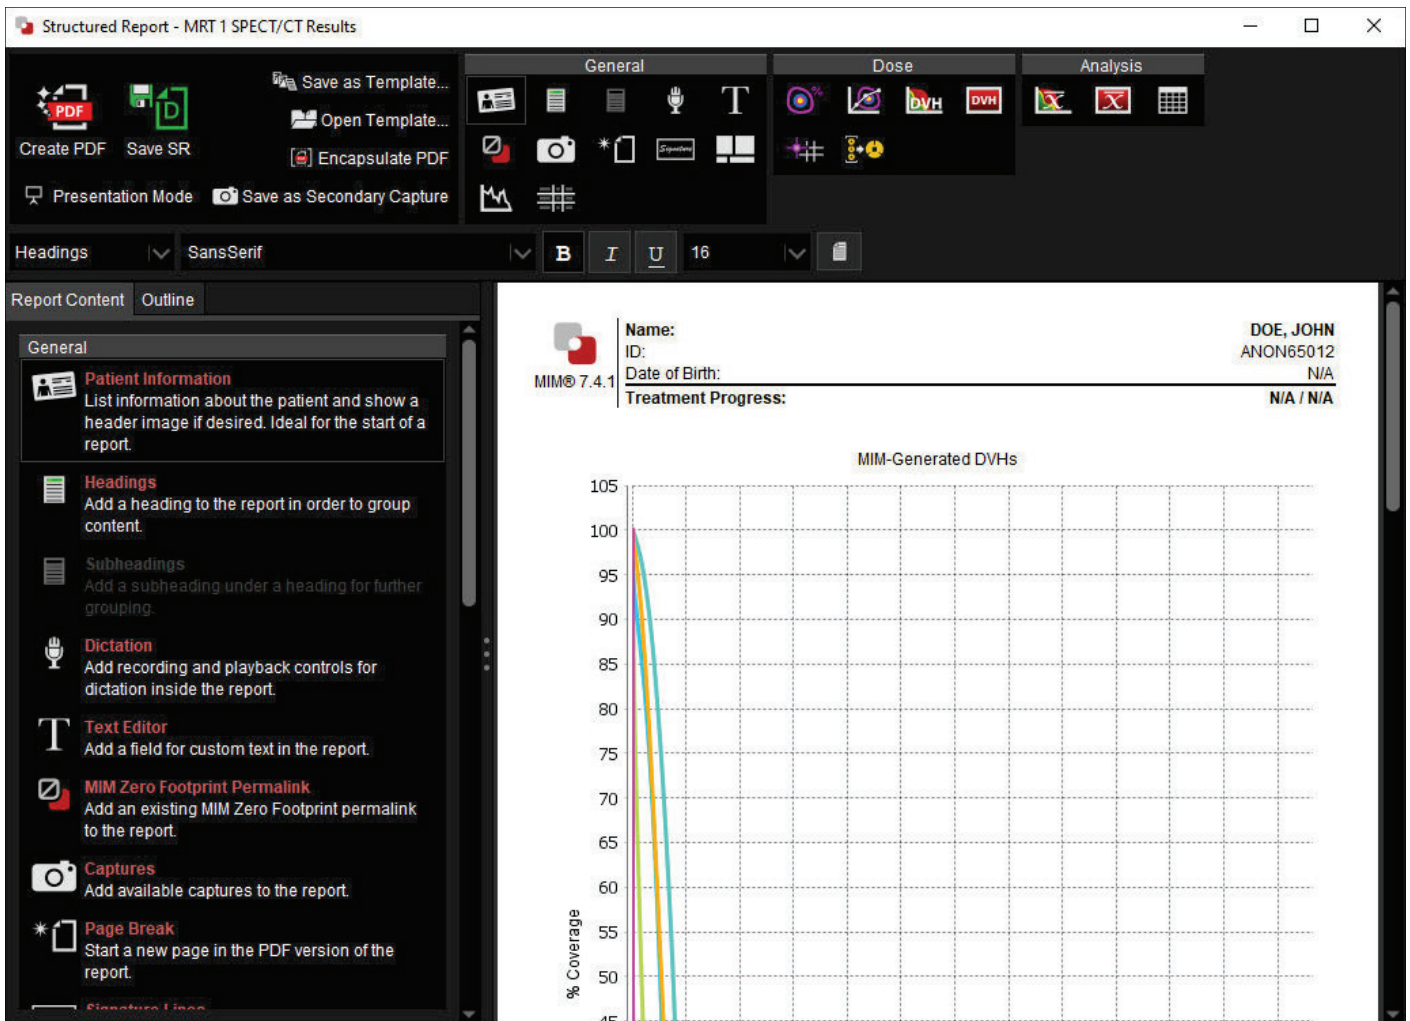 Structured Report - MRT 1 SPECT/CT Results
PDF
Create PDF
D
Save SR
Save as Template...
Open Template...
Encapsulate PDF
Presentation Mode
Save as Secondary Capture
General
T
Signature
Dose
%
DVH
DVH
Analysis
X
X
Headings
SansSerif
B
I
U
16
Report Content
Outline
General
Patient Information
List information about the patient and show a
header image if desired. Ideal for the start of a
report.
Headings
Add a heading to the report in order to group
content.
Subheadings
Add a subheading under a heading for further
grouping.
Dictation
Add recording and playback controls for
dictation inside the report.
T
Text Editor
Add a field for custom text in the report.
MIM Zero Footprint Permalink
Add an existing MIM Zero Footprint permalink
to the report.
Captures
Add available captures to the report.
Page Break
Start a new page in the PDF version of the
report.
Signature Lines
MIM® 7.4.1
Name: DOE, JOHN
ID: ANON65012
Date of Birth: N/A
Treatment Progress: N/A / N/A
MIM-Generated DVHs
105
100
95
90
85
80
75
70
65
60
55
50
45
% Coverage